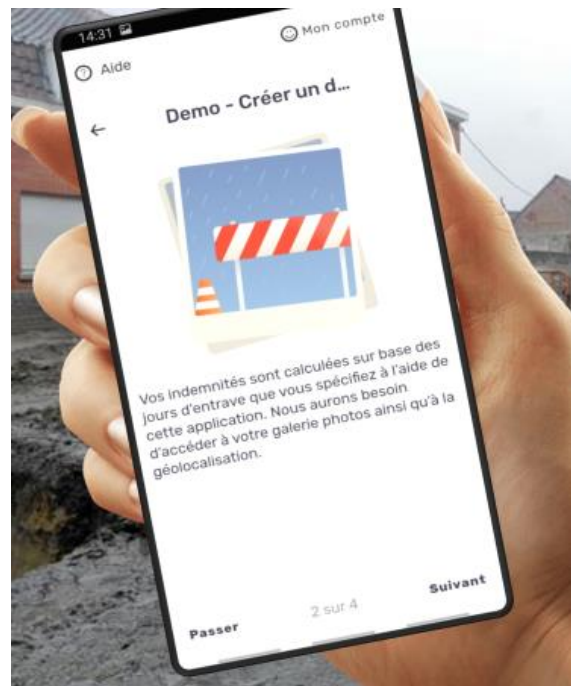 14:31
Aide
Mon compte
Demo - Créer un d...
Vos indemnités sont calculées sur base des
jours d'entrave que vous spécifiez à l'aide de
cette application. Nous aurons besoin
d'accéder à votre galerie photos ainsi qu'à la
géolocalisation.
Passer
2 sur 4
Suivant